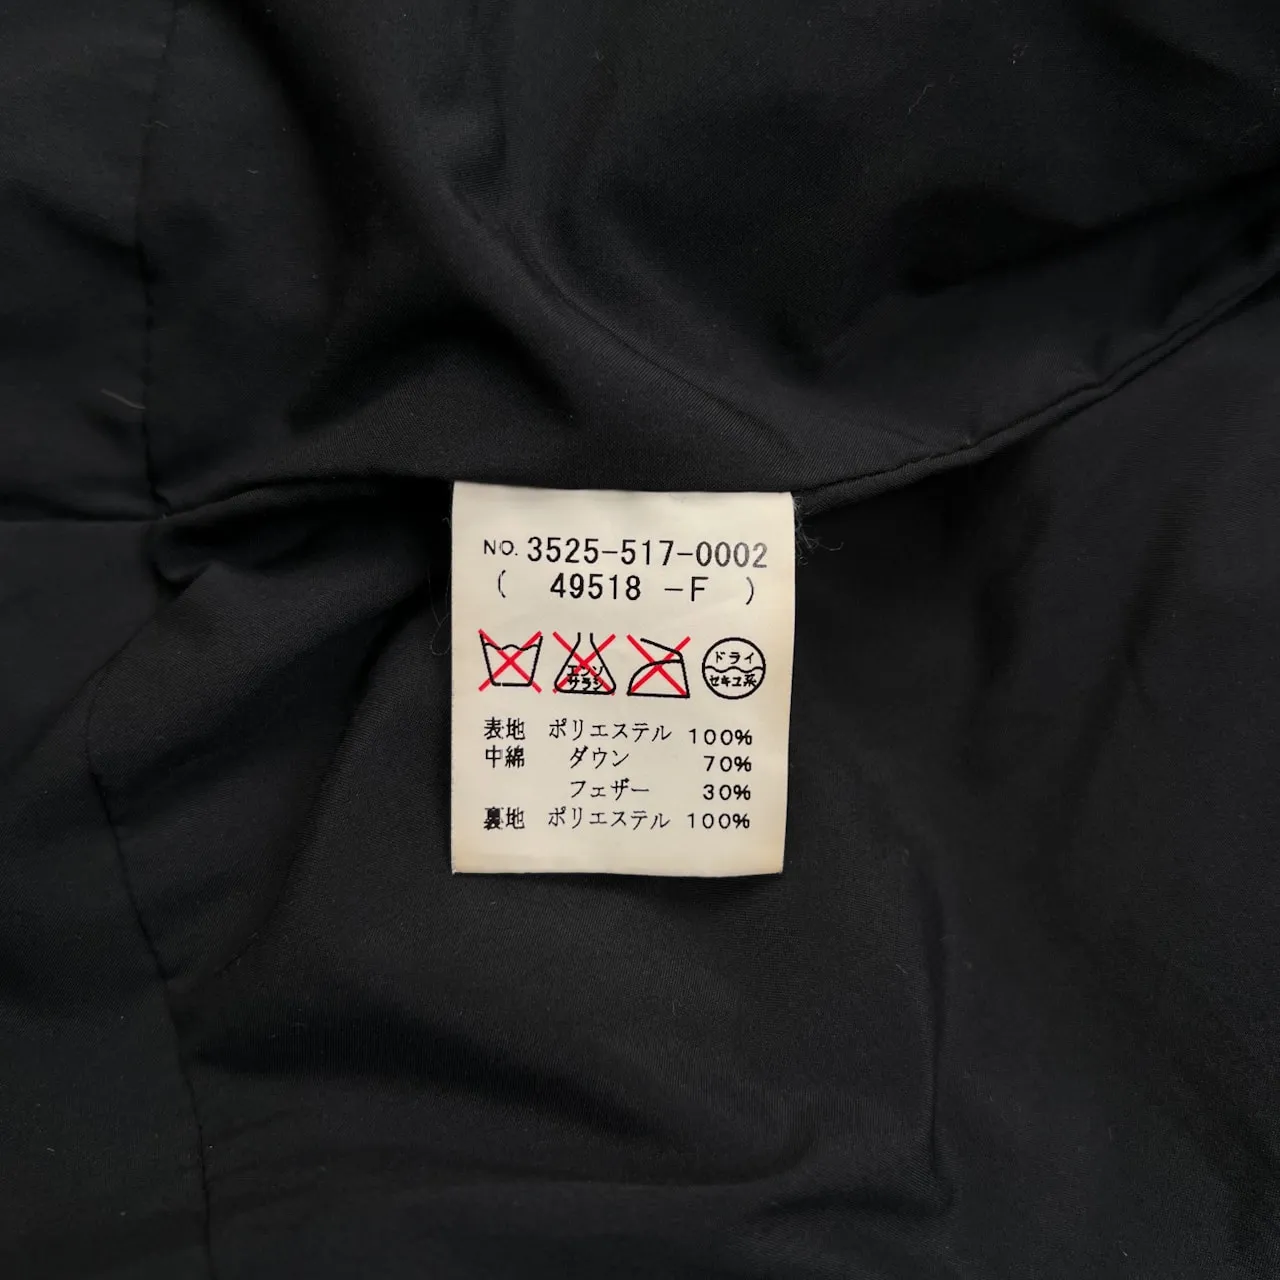 NO. 3525-517-0002
( 49518 -F )
エンソ
サラシ
ドライ
セキユ系
表地 ポリエステル 100%
中綿 ダウン 70%
フェザー 30%
裏地 ポリエステル 100%